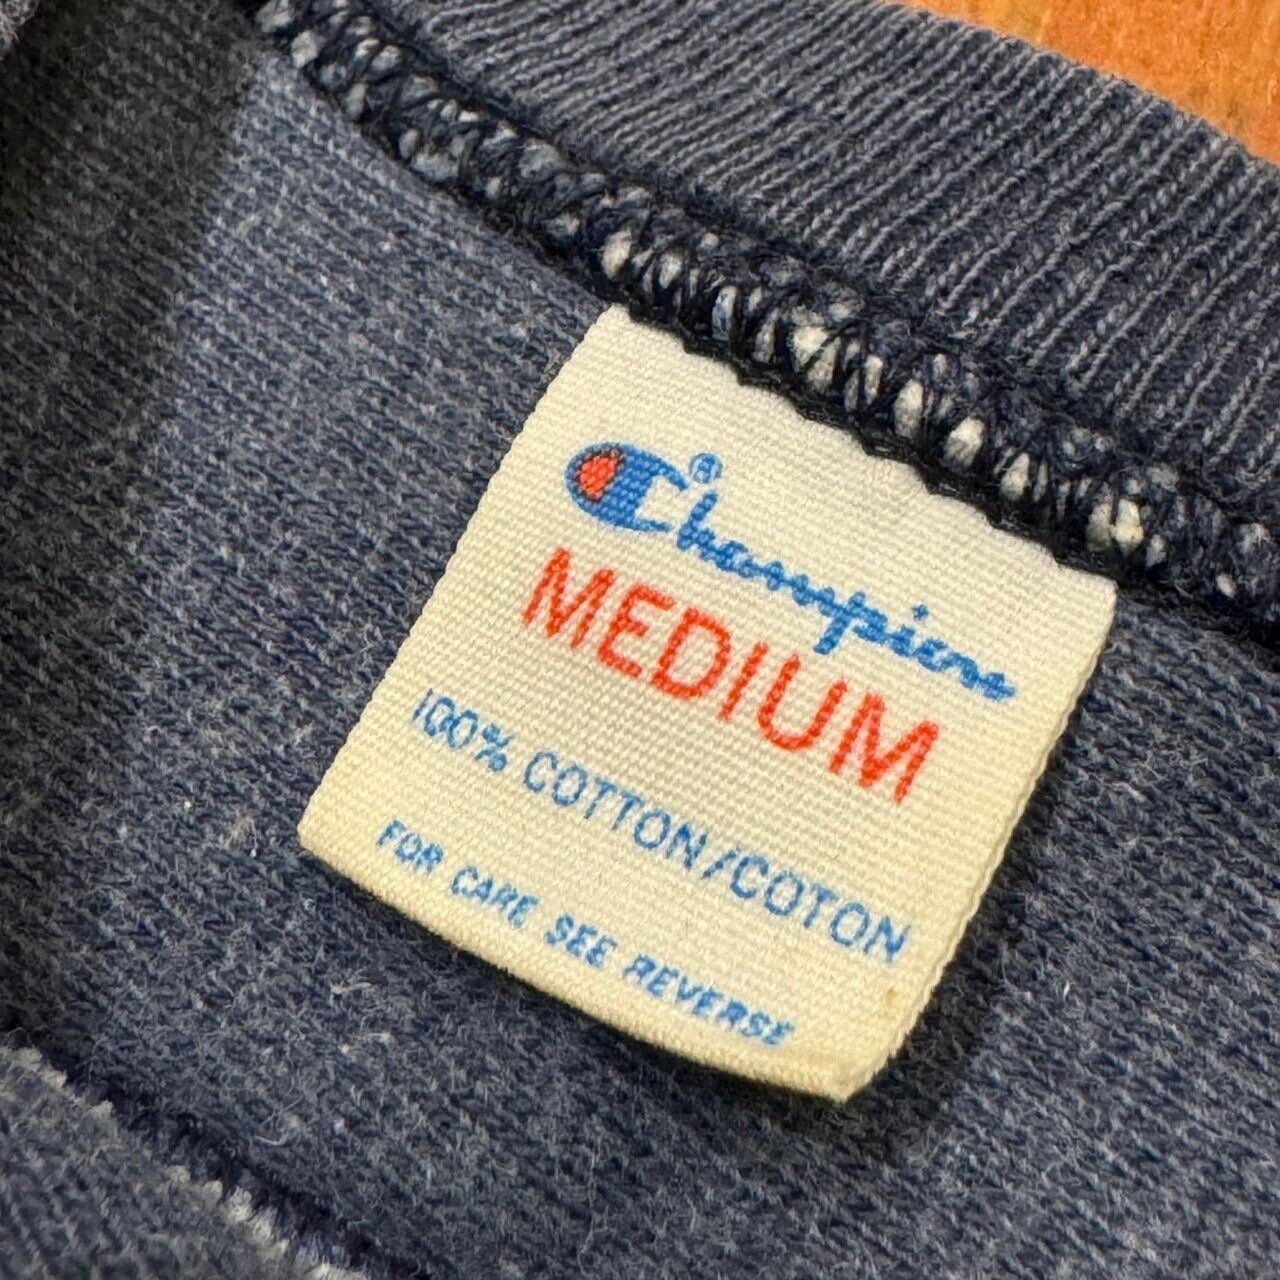 Champion®
MEDIUM
100% COTTON/COTON
FOR CARE SEE REVERSE